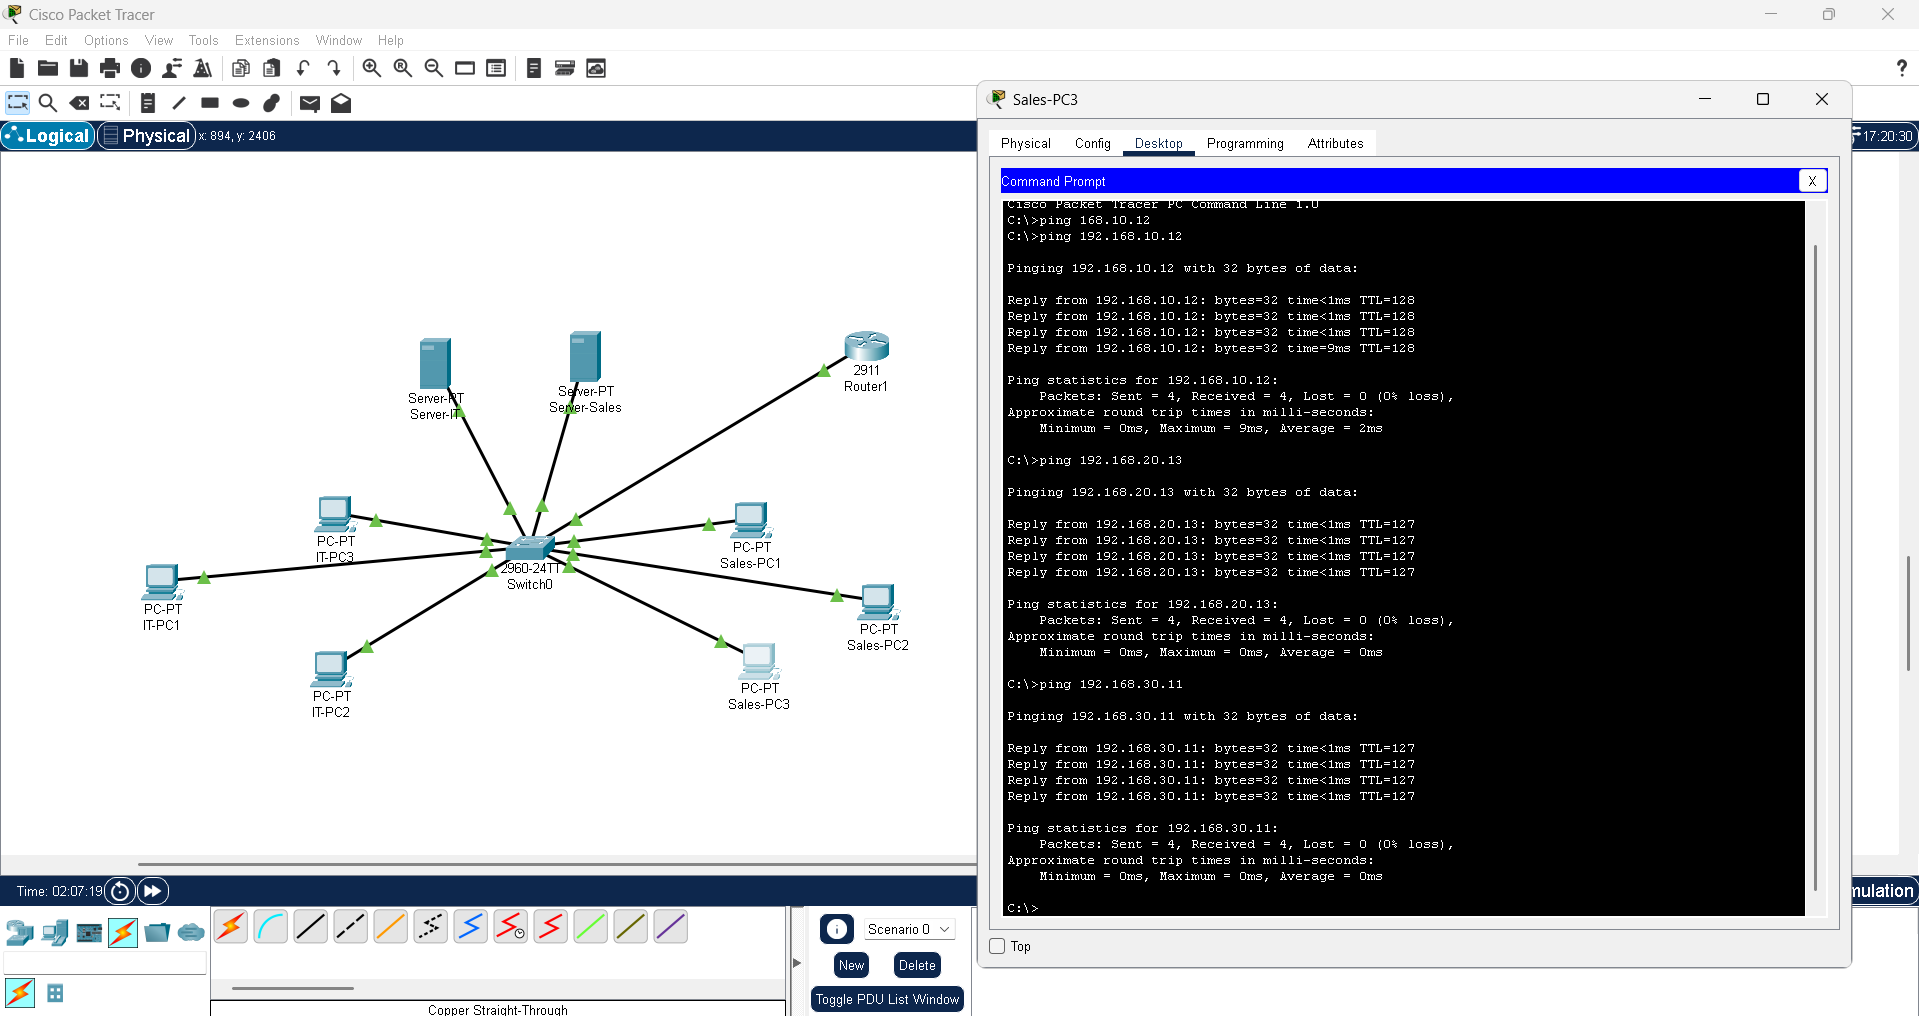 Cisco Packet Tracer
File Edit Options View Tools Extensions Window Help
?
Logical Physical x: 894, y: 2406
17:20:30
Server-PT
Server-IT
Server-PT
Server-Sales
2911
Router1
PC-PT
IT-PC3
PC-PT
IT-PC1
PC-PT
IT-PC2
2960-24TT
Switch0
PC-PT
Sales-PC1
PC-PT
Sales-PC2
PC-PT
Sales-PC3
Time: 02:07:19
mulation
Scenario 0
New Delete
Toggle PDU List Window
Copper Straight-Through
Sales-PC3
Physical Config Desktop Programming Attributes
Command Prompt
X
Cisco Packet Tracer PC Command Line 1.0
C:\>ping 168.10.12
C:\>ping 192.168.10.12
Pinging 192.168.10.12 with 32 bytes of data:
Reply from 192.168.10.12: bytes=32 time<1ms TTL=128
Reply from 192.168.10.12: bytes=32 time<1ms TTL=128
Reply from 192.168.10.12: bytes=32 time<1ms TTL=128
Reply from 192.168.10.12: bytes=32 time=9ms TTL=128
Ping statistics for 192.168.10.12:
Packets: Sent = 4, Received = 4, Lost = 0 (0% loss),
Approximate round trip times in milli-seconds:
Minimum = 0ms, Maximum = 9ms, Average = 2ms
C:\>ping 192.168.20.13
Pinging 192.168.20.13 with 32 bytes of data:
Reply from 192.168.20.13: bytes=32 time<1ms TTL=127
Reply from 192.168.20.13: bytes=32 time<1ms TTL=127
Reply from 192.168.20.13: bytes=32 time<1ms TTL=127
Reply from 192.168.20.13: bytes=32 time<1ms TTL=127
Ping statistics for 192.168.20.13:
Packets: Sent = 4, Received = 4, Lost = 0 (0% loss),
Approximate round trip times in milli-seconds:
Minimum = 0ms, Maximum = 0ms, Average = 0ms
C:\>ping 192.168.30.11
Pinging 192.168.30.11 with 32 bytes of data:
Reply from 192.168.30.11: bytes=32 time<1ms TTL=127
Reply from 192.168.30.11: bytes=32 time<1ms TTL=127
Reply from 192.168.30.11: bytes=32 time<1ms TTL=127
Reply from 192.168.30.11: bytes=32 time<1ms TTL=127
Ping statistics for 192.168.30.11:
Packets: Sent = 4, Received = 4, Lost = 0 (0% loss),
Approximate round trip times in milli-seconds:
Minimum = 0ms, Maximum = 0ms, Average = 0ms
C:\>
Top